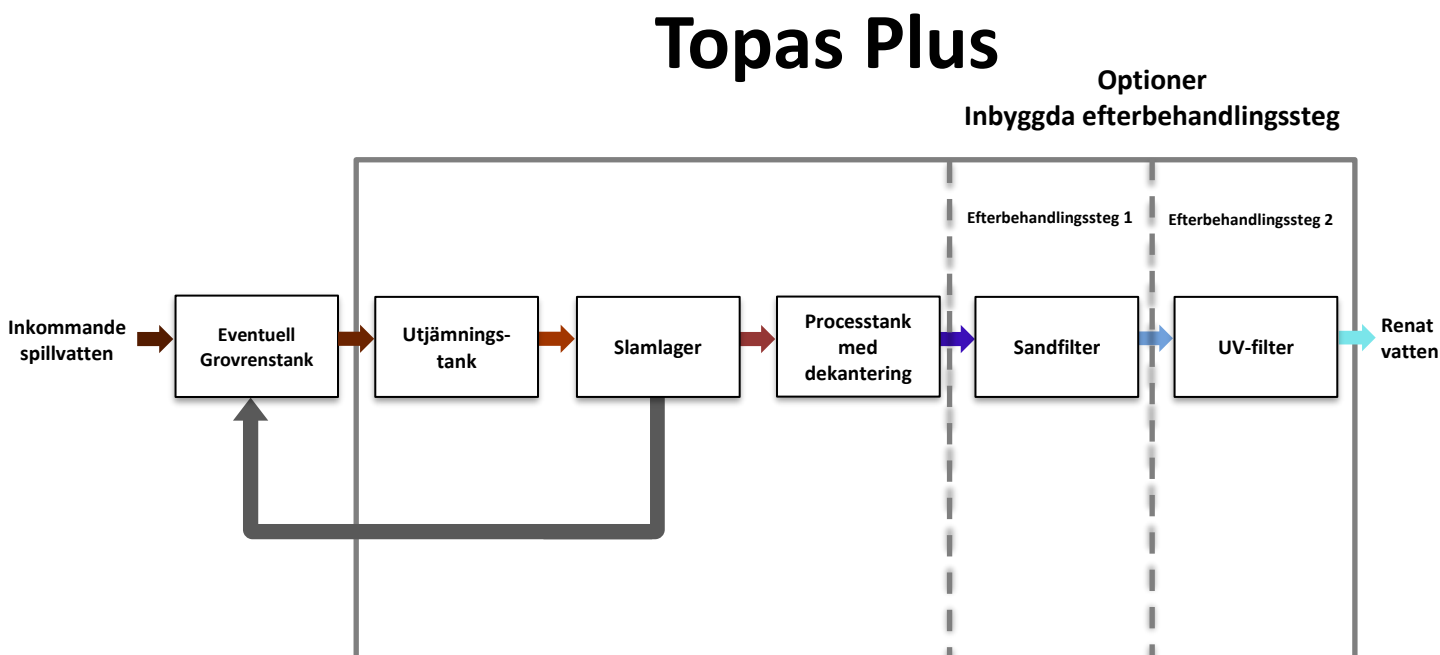 Topas Plus
Optioner
Inbyggda efterbehandlingssteg
Efterbehandlingssteg 1
Efterbehandlingssteg 2
Inkommande
spillvatten
Eventuell
Grovrenstank
Utjämnings-
tank
Slamlager
Processtank
med
dekantering
Sandfilter
UV-filter
Renat
vatten